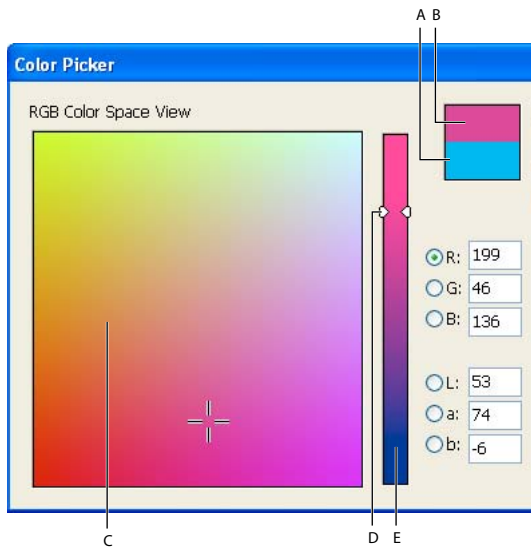 A B
Color Picker
RGB Color Space View
R: 199
G: 46
B: 136
L: 53
a: 74
b: -6
C
D E